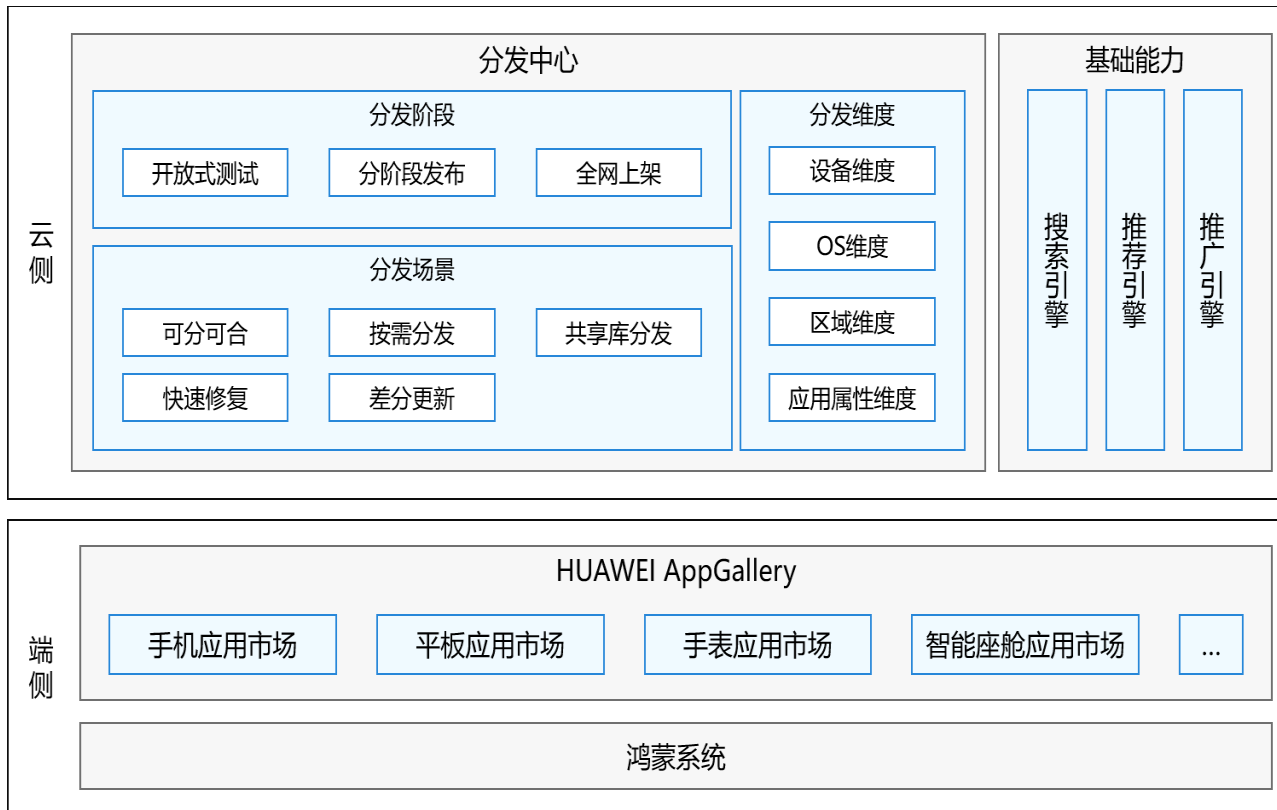 云侧
分发中心
分发阶段
开放式测试
分阶段发布
全网上架
分发场景
可分可合
按需分发
共享库分发
快速修复
差分更新
分发维度
设备维度
OS维度
区域维度
应用属性维度
基础能力
搜索引擎
推荐引擎
推广引擎
端侧
HUAWEI AppGallery
手机应用市场
平板应用市场
手表应用市场
智能座舱应用市场
...
鸿蒙系统